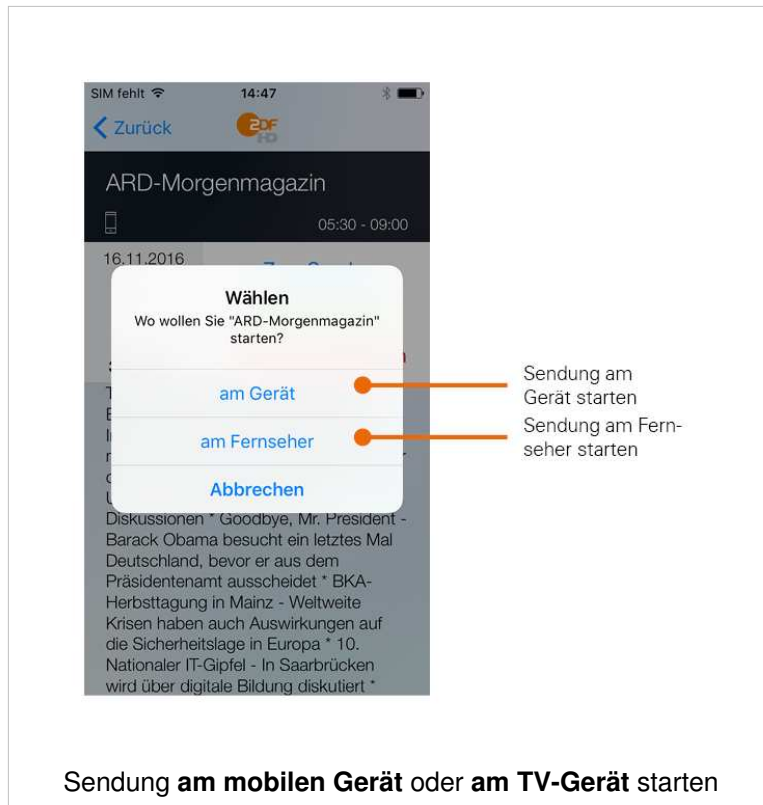 SIM fehlt 14:47
Zurück
ZDF
HD
ARD-Morgenmagazin
05:30 - 09:00
16.11.2016
Wählen
Wo wollen Sie "ARD-Morgenmagazin"
starten?
am Gerät
am Fernseher
Abbrechen
Sendung am
Gerät starten
Sendung am Fern-
seher starten
Diskussionen * Goodbye, Mr. President -
Barack Obama besucht ein letztes Mal
Deutschland, bevor er aus dem
Präsidentenamt ausscheidet * BKA-
Herbsttagung in Mainz - Weltweite
Krisen haben auch Auswirkungen auf
die Sicherheitslage in Europa * 10.
Nationaler IT-Gipfel - In Saarbrücken
wird über digitale Bildung diskutiert *
Sendung am mobilen Gerät oder am TV-Gerät starten